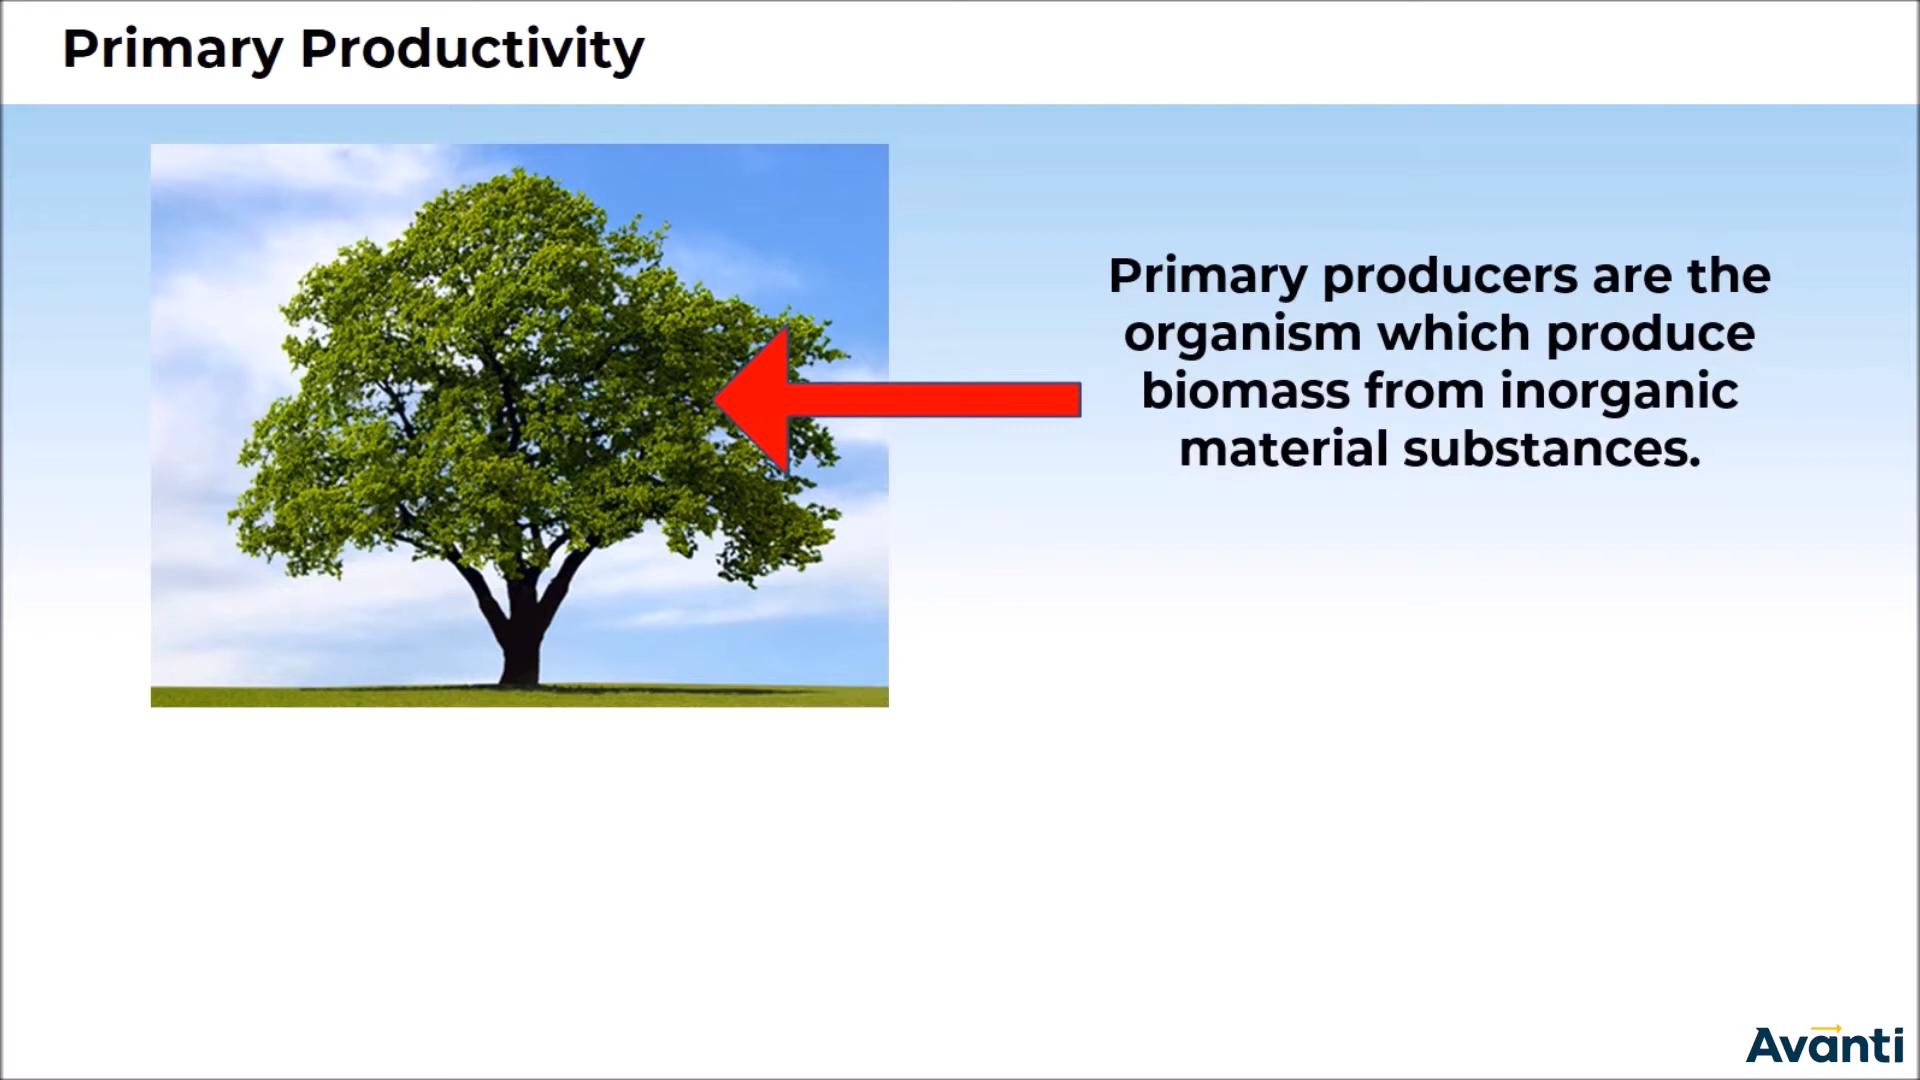 Primary Productivity
Primary producers are the
organism which produce
biomass from inorganic
material substances.
Avanti